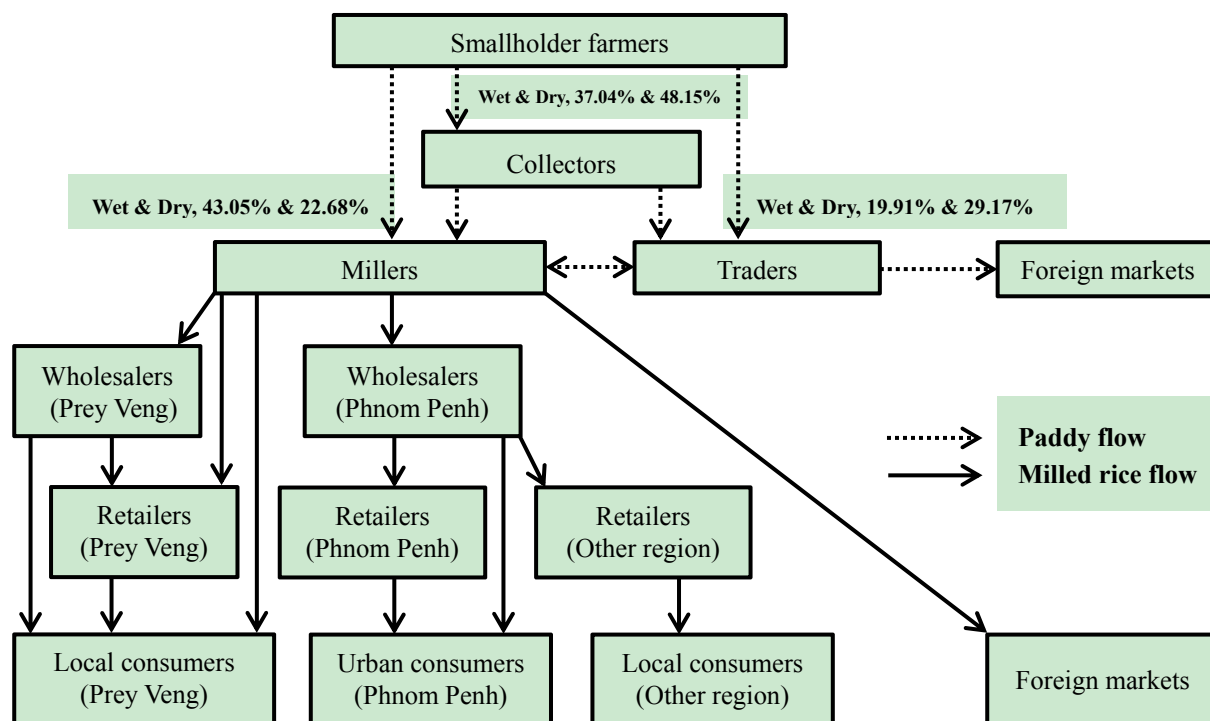 Smallholder farmers
Wet & Dry, 37.04% & 48.15%
Collectors
Wet & Dry, 43.05% & 22.68%
Wet & Dry, 19.91% & 29.17%
Millers
Traders
Foreign markets
Wholesalers
(Prey Veng)
Wholesalers
(Phnom Penh)
Paddy flow
Milled rice flow
Retailers
(Prey Veng)
Retailers
(Phnom Penh)
Retailers
(Other region)
Local consumers
(Prey Veng)
Urban consumers
(Phnom Penh)
Local consumers
(Other region)
Foreign markets